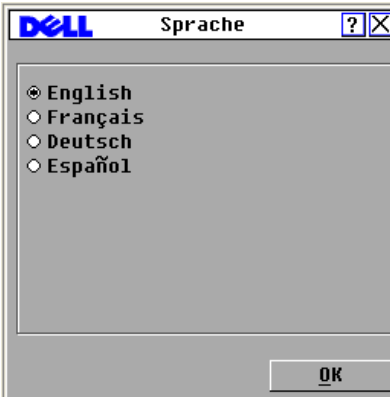 DELL Sprache ? X
English
Français
Deutsch
Español
OK